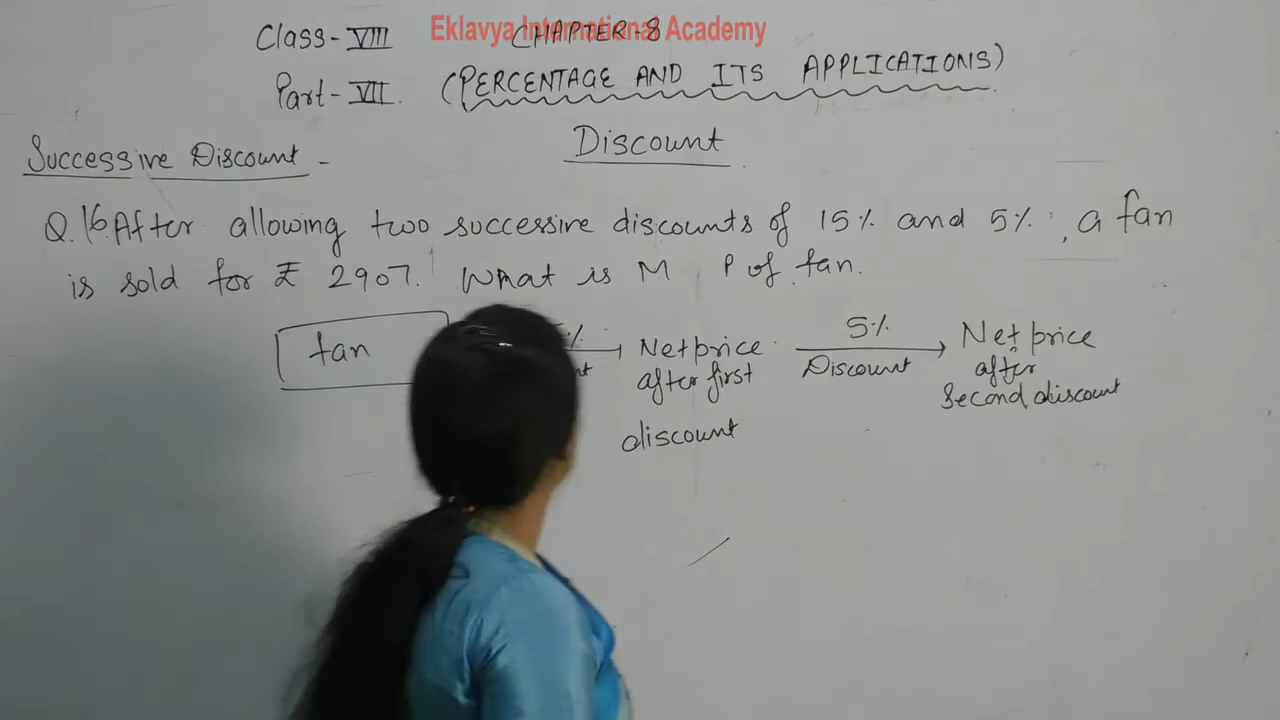 Eklavya International Academy
Class-VIII CHAPTER-8
Part-VII. (PERCENTAGE AND ITS APPLICATIONS)
Discount
Successive Discount -
Q.16. After allowing two successive discounts of 15% and 5%, a fan
is sold for ₹ 2907. What is M P of fan.
fan % Net price 5% Net price
after first Discount after
discount second discount